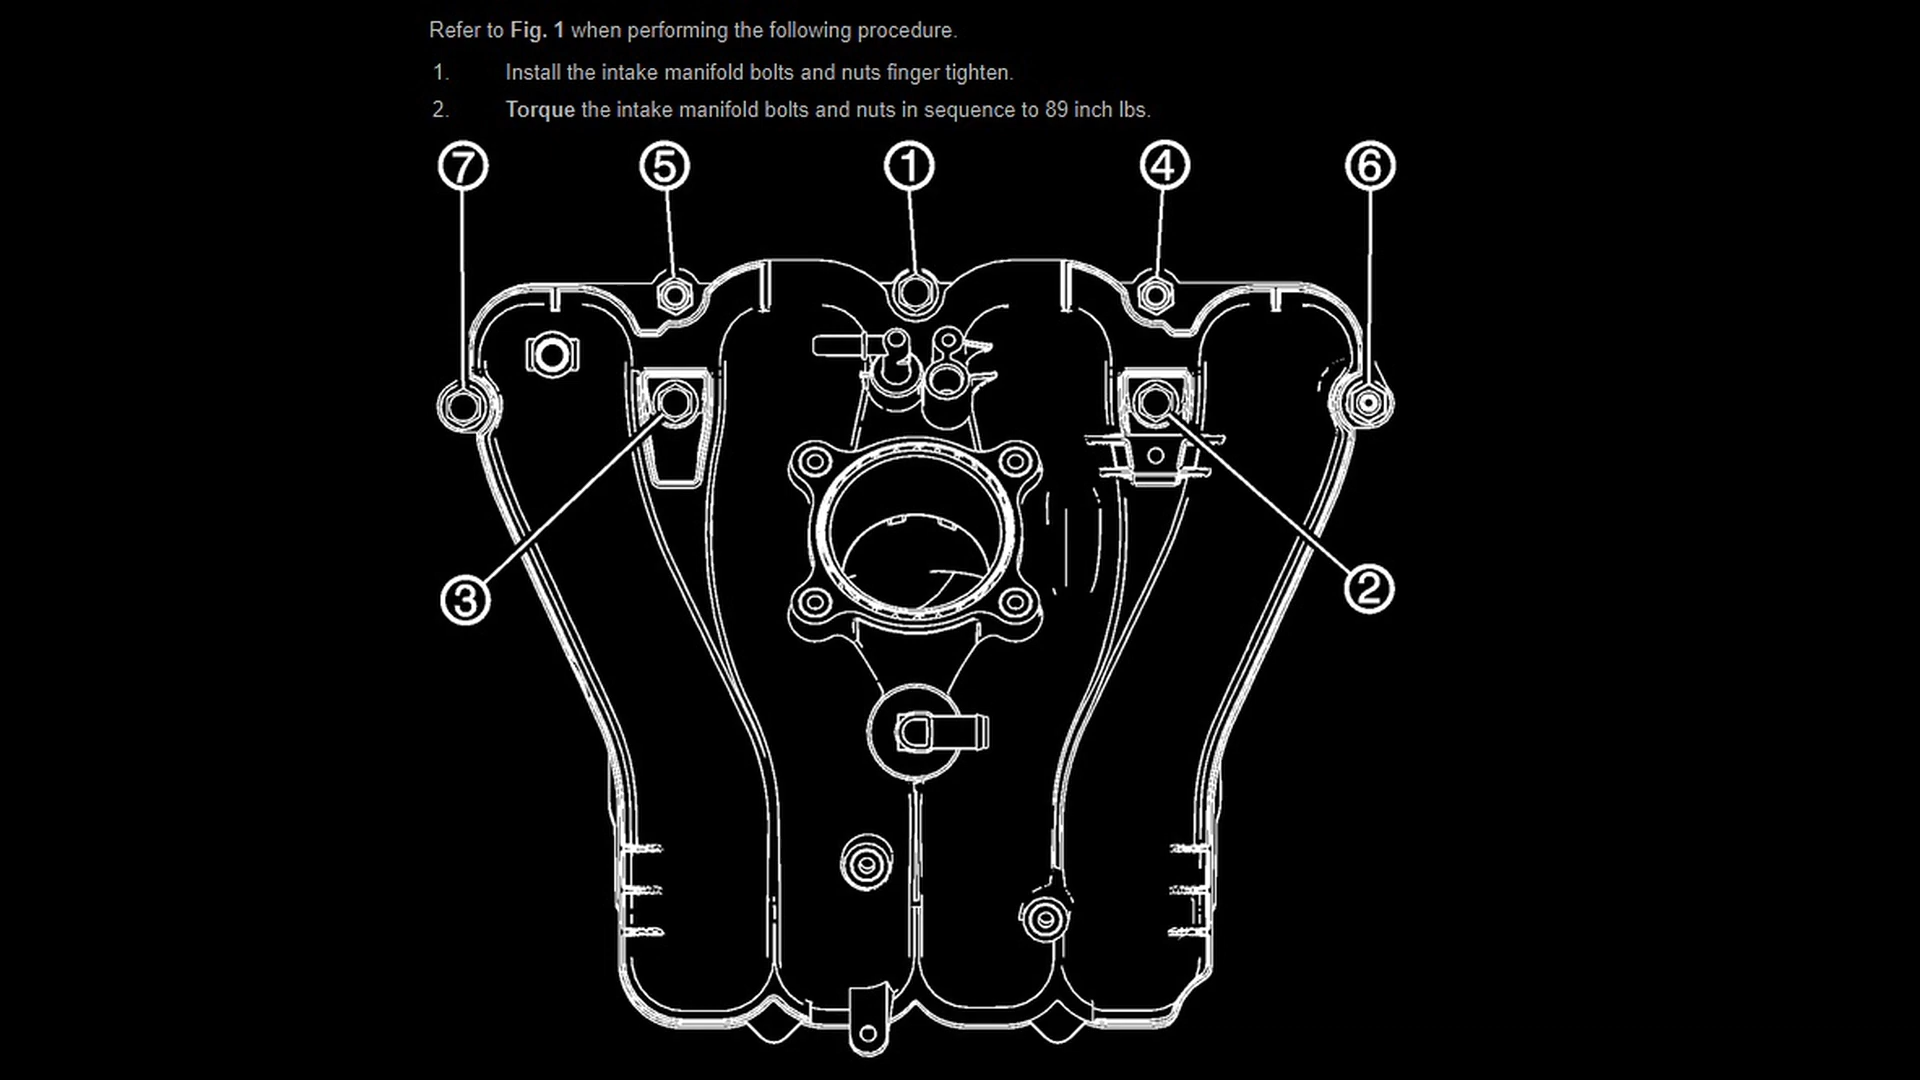 Refer to Fig. 1 when performing the following procedure.
1. Install the intake manifold bolts and nuts finger tighten.
2. Torque the intake manifold bolts and nuts in sequence to 89 inch lbs.
7 5 1 4 6
3 2